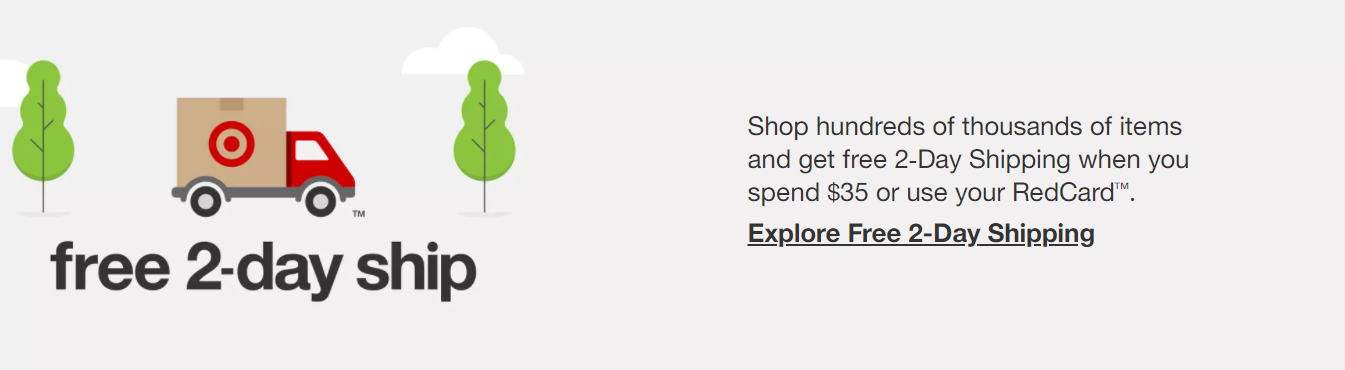 TM
free 2-day ship
Shop hundreds of thousands of items
and get free 2-Day Shipping when you
spend $35 or use your RedCard™.
Explore Free 2-Day Shipping